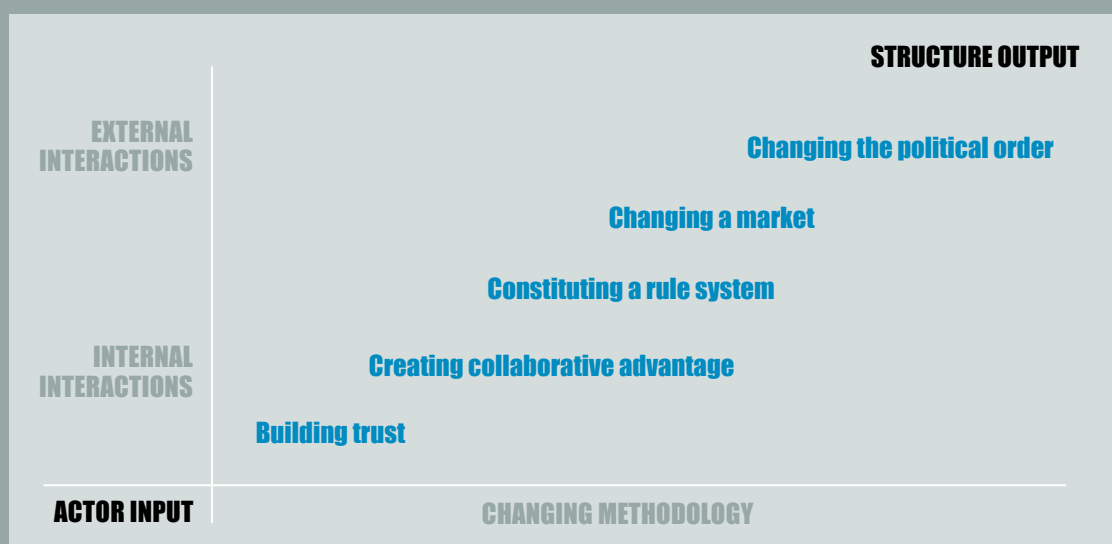 STRUCTURE OUTPUT
EXTERNAL
INTERACTIONS
Changing the political order
Changing a market
Constituting a rule system
INTERNAL
INTERACTIONS
Creating collaborative advantage
Building trust
ACTOR INPUT
CHANGING METHODOLOGY